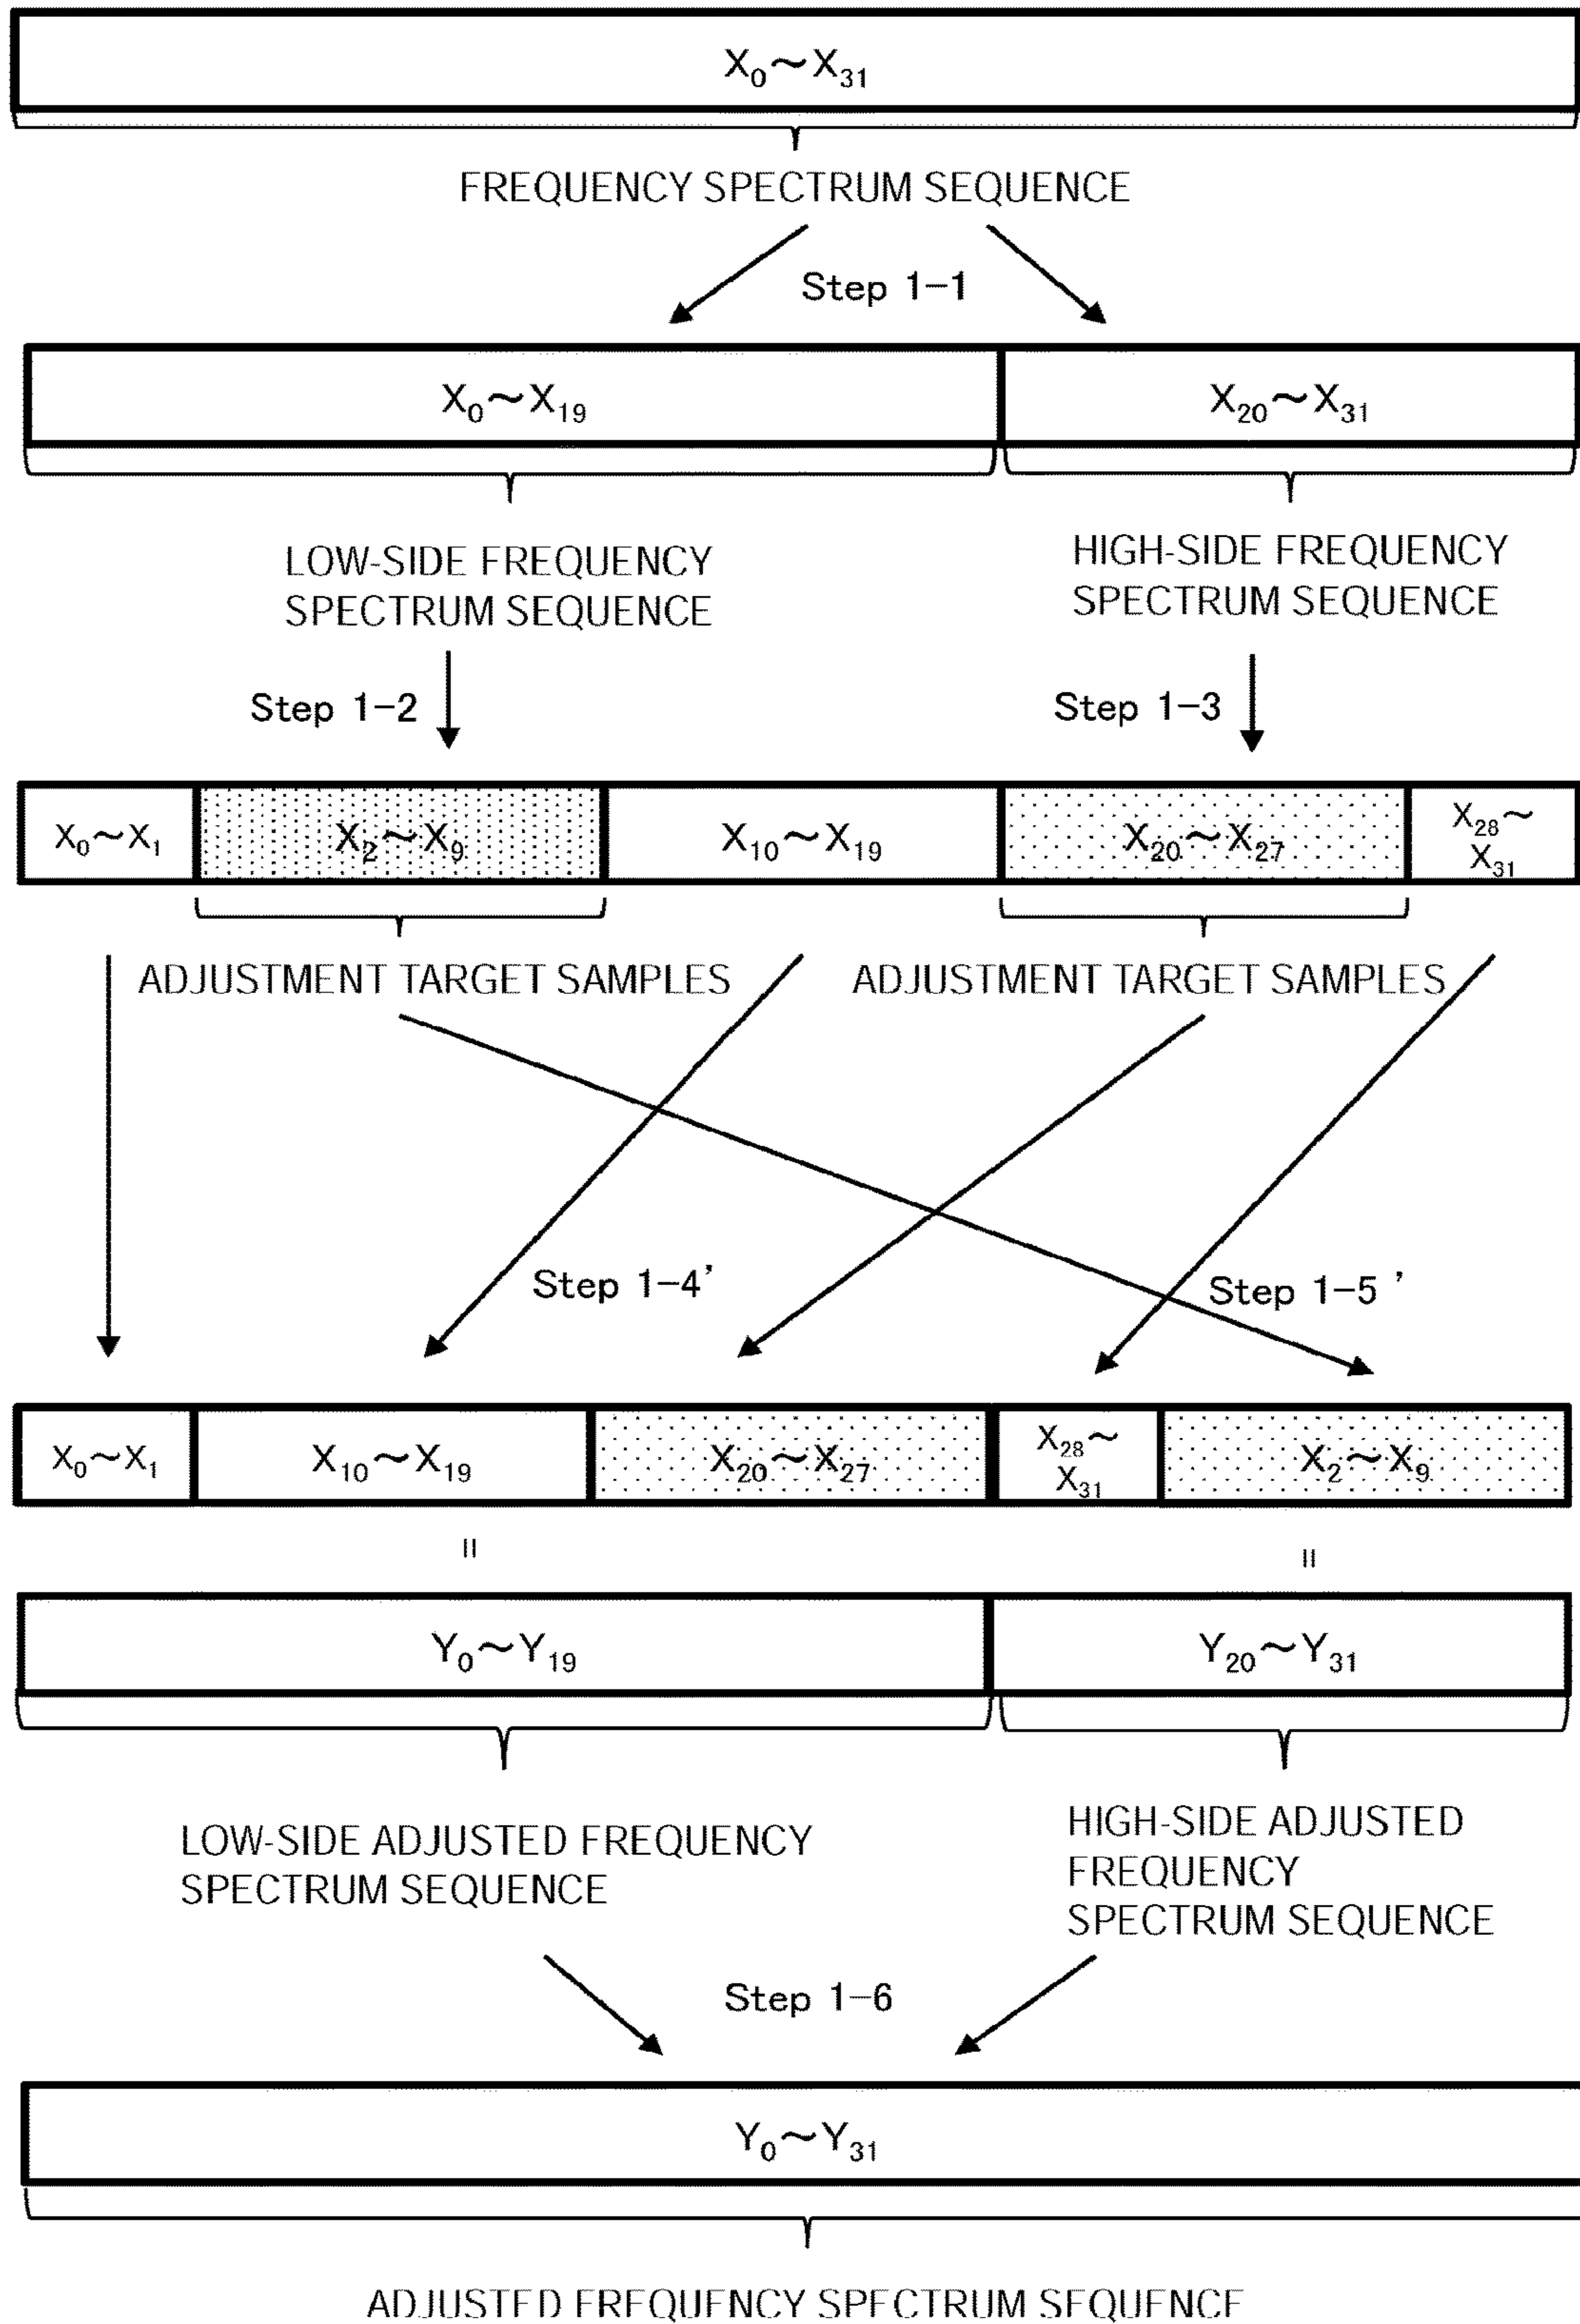 X₀～X₃₁
FREQUENCY SPECTRUM SEQUENCE
Step 1-1
X₀～X₁₉
X₂₀～X₃₁
LOW-SIDE FREQUENCY
SPECTRUM SEQUENCE
HIGH-SIDE FREQUENCY
SPECTRUM SEQUENCE
Step 1-2
Step 1-3
X₀～X₁
X₂～X₉
X₁₀～X₁₉
X₂₀～X₂₇
X₂₈～
X₃₁
ADJUSTMENT TARGET SAMPLES
ADJUSTMENT TARGET SAMPLES
Step 1-4'
Step 1-5 '
X₀～X₁
X₁₀～X₁₉
X₂₀～X₂₇
X₂₈～
X₃₁
X₂～X₉
=
=
Y₀～Y₁₉
Y₂₀～Y₃₁
LOW-SIDE ADJUSTED FREQUENCY
SPECTRUM SEQUENCE
HIGH-SIDE ADJUSTED
FREQUENCY
SPECTRUM SEQUENCE
Step 1-6
Y₀～Y₃₁
ADJUSTED FREQUENCY SPECTRUM SEQUENCE